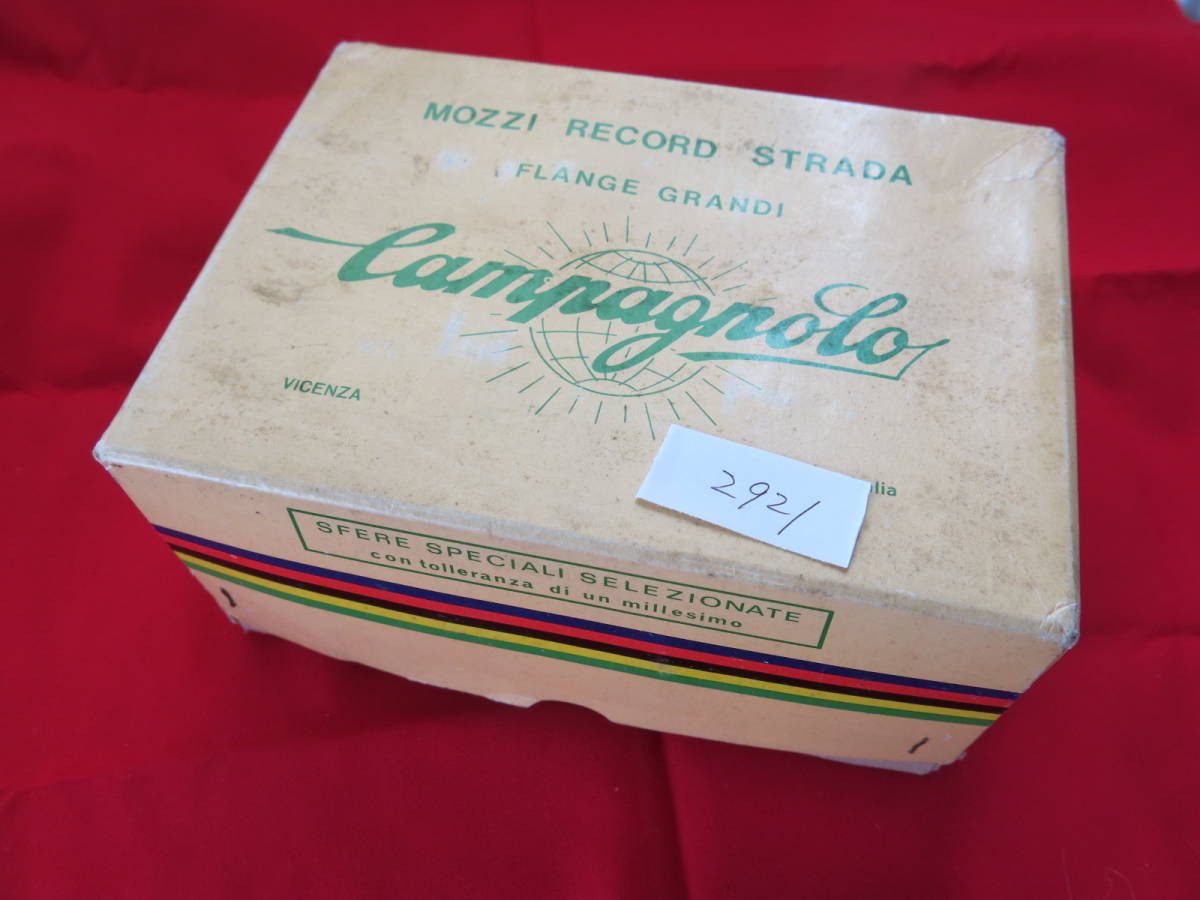 MOZZI RECORD STRADA
FLANGE GRANDI
Campagnolo
VICENZA
2921
SFERE SPECIALI SELEZIONATE
con tolleranza di un millesimo